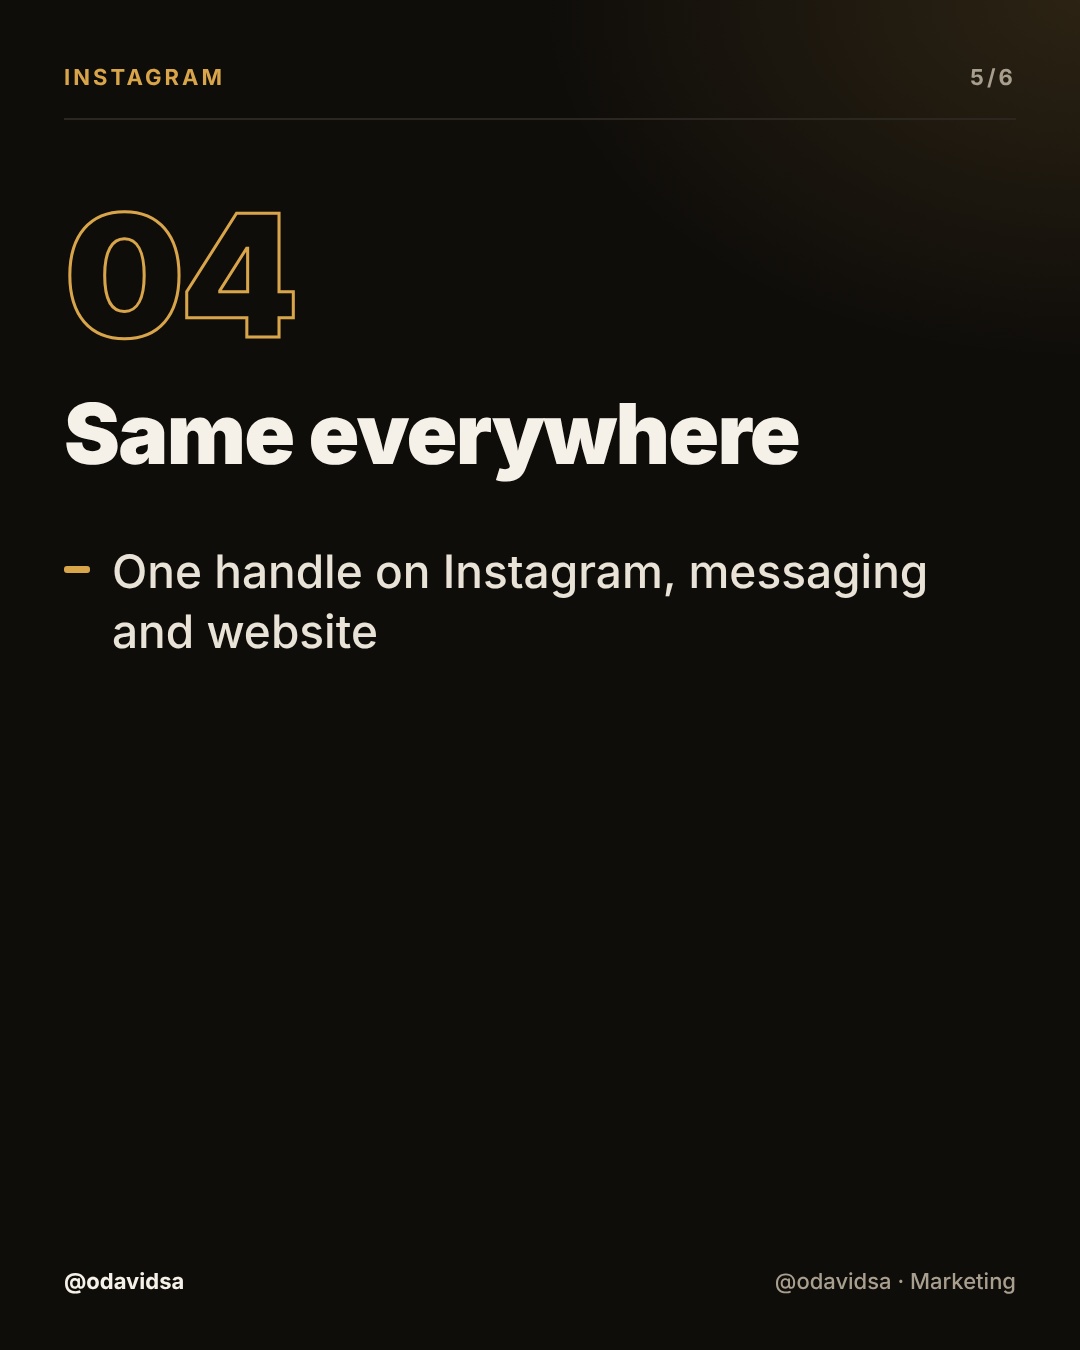 INSTAGRAM
5/6
04
Same everywhere
One handle on Instagram, messaging
and website
@odavidsa
@odavidsa · Marketing